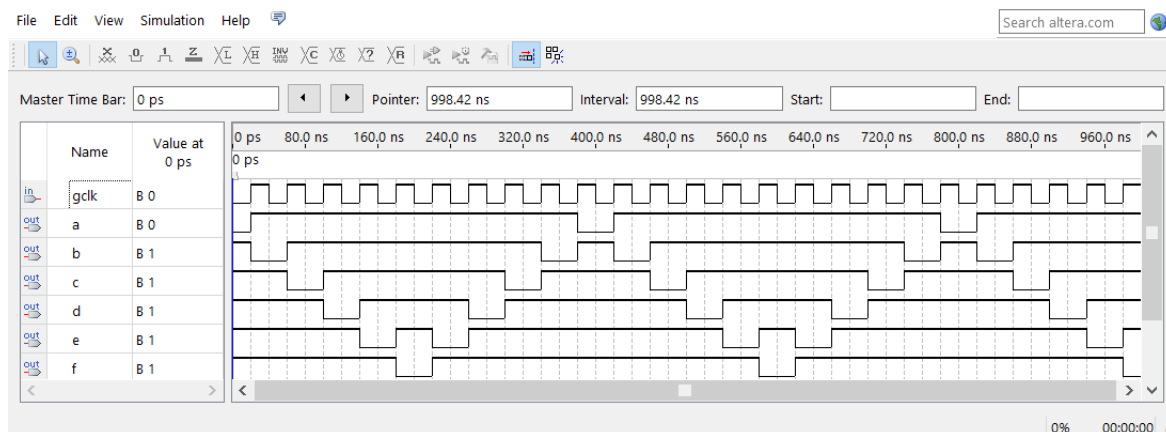 File Edit View Simulation Help
Search altera.com
Master Time Bar: 0 ps Pointer: 998.42 ns Interval: 998.42 ns Start: End:
Name Value at 0 ps
0 ps 80.0 ns 160.0 ns 240.0 ns 320.0 ns 400.0 ns 480.0 ns 560.0 ns 640.0 ns 720.0 ns 800.0 ns 880.0 ns 960.0 ns
0 ps
in gclk B 0
out a B 0
out b B 1
out c B 1
out d B 1
out e B 1
out f B 1
0% 00:00:00